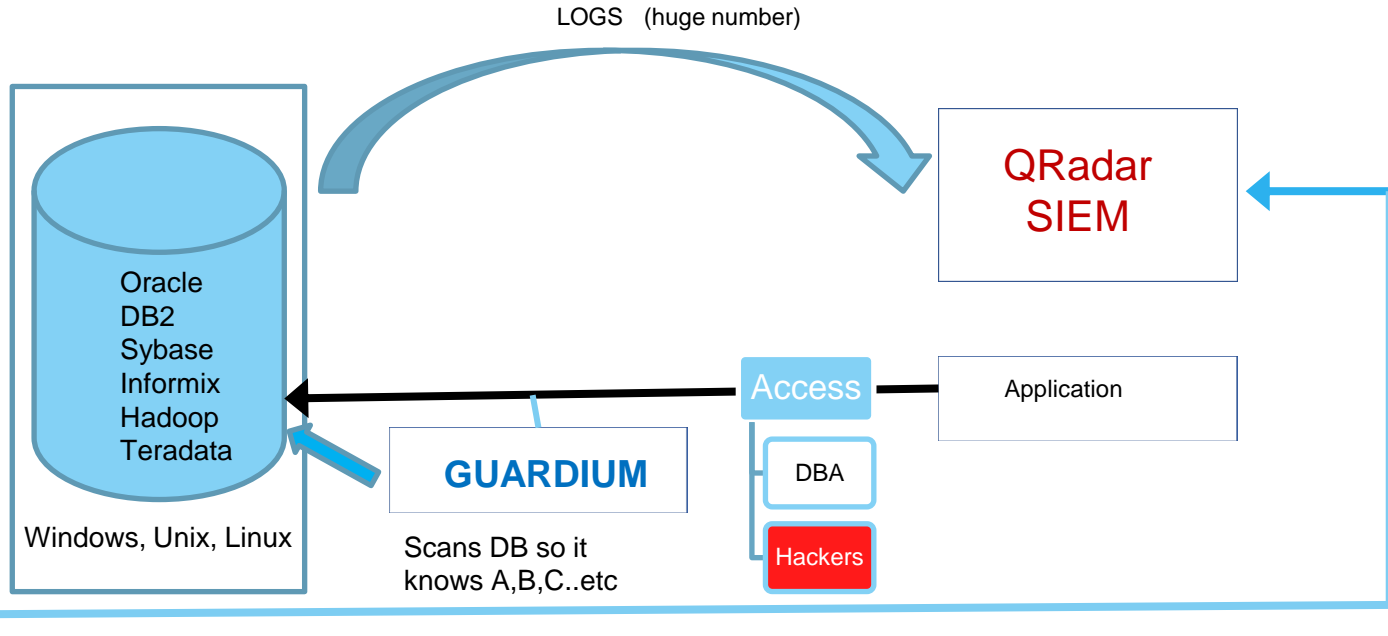 LOGS (huge number)
QRadar
SIEM
Oracle
DB2
Sybase
Informix
Hadoop
Teradata
Windows, Unix, Linux
Access
Application
DBA
Hackers
GUARDIUM
Scans DB so it
knows A,B,C..etc